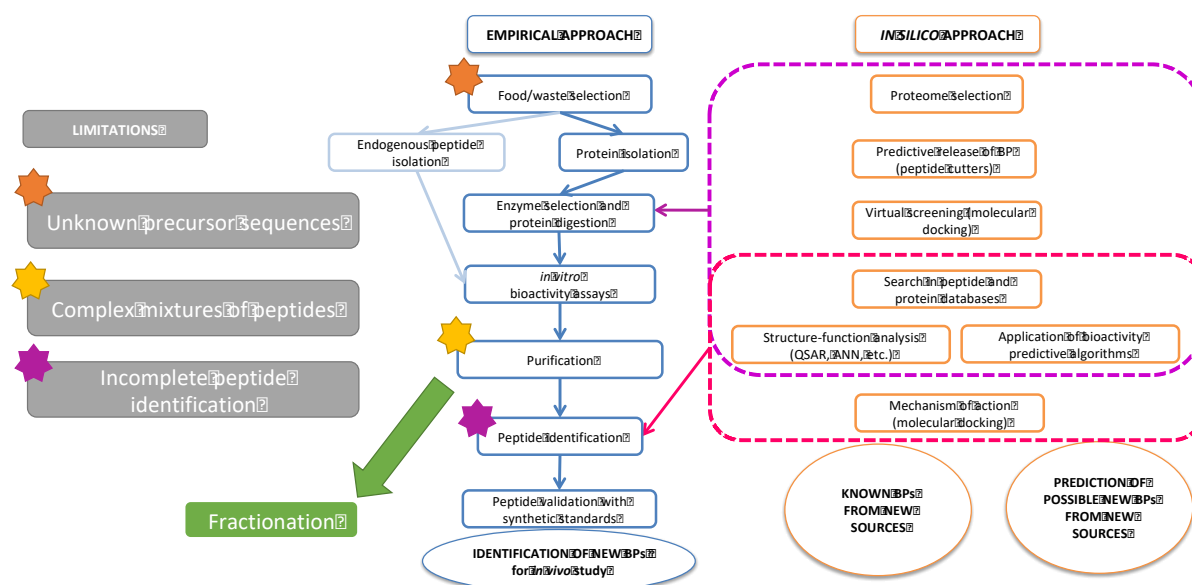 EMPIRICAL APPROACH
IN SILICO APPROACH
Food/waste selection
Proteome selection
LIMITATIONS
Endogenous peptide
isolation
Protein isolation
Predictive release of BP
(peptide cutters)
Unknown precursor sequences
Enzyme selection and
protein digestion
Virtual screening (molecular
docking)
Complex mixtures of peptides
in vitro
bioactivity assays
Search in peptide and
protein databases
Incomplete peptide
identification
Purification
Structure-function analysis
(QSAR, ANN, etc.)
Application of bioactivity
predictive algorithms
Peptide identification
Mechanism of action
(molecular docking)
Fractionation
Peptide validation with
synthetic standards
IDENTIFICATION OF NEW BPs
for in vivo study
KNOWN BPs
FROM NEW
SOURCES
PREDICTION OF
POSSIBLE NEW BPs
FROM NEW
SOURCES